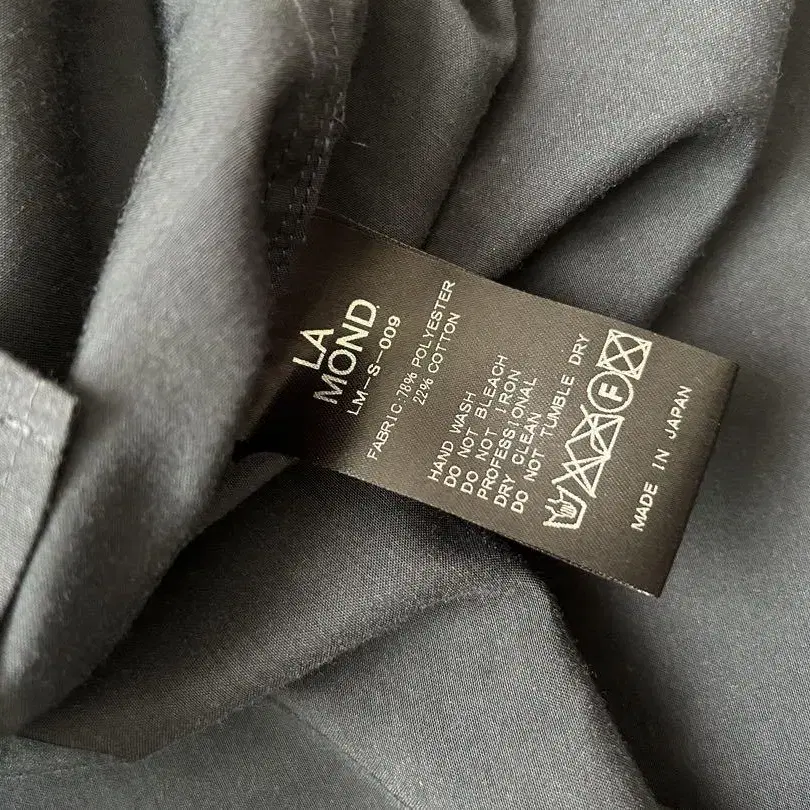 LA
MOND.
LM-S-009
FABRIC:78% POLYESTER
22% COTTON
HAND WASH
DO NOT BLEACH
DO NOT IRON
PROFESSIONAL
DRY CLEAN
DO NOT TUMBLE DRY
F
MADE IN JAPAN